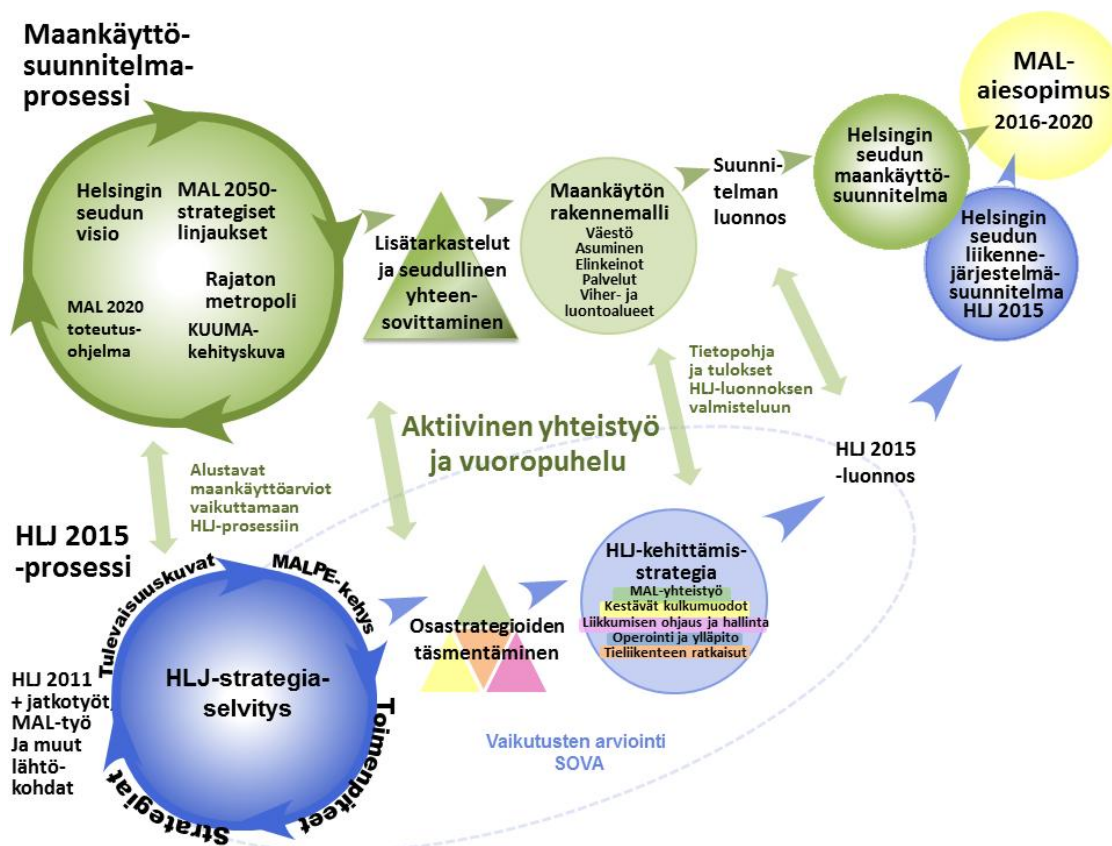 Maankäyttö-
suunnitelma-
prosessi
Helsingin
seudun
visio
MAL 2050-
strategiset
linjaukset
Rajaton
metropoli
MAL 2020
toteutus-
ohjelma
KUUMA-
kehityskuva
Lisätarkastelut
ja seudullinen
yhteen-
sovittaminen
Maankäytön
rakennemalli
Väestö
Asuminen
Elinkeinot
Palvelut
Viher- ja
luontoalueet
Suunni-
telman
luonnos
Helsingin
seudun
maankäyttö-
suunnitelma
MAL-
aiesopimus
2016-2020
Helsingin
seudun
liikenne-
järjestelmä-
suunnitelma
HLJ 2015
Alustavat
maankäyttöarviot
vaikuttamaan
HLJ-prosessiin
Aktiivinen yhteistyö
ja vuoropuhelu
Tietopohja
ja tulokset
HLJ-luonnoksen
valmisteluun
HLJ 2015
-prosessi
HLJ 2011
+ jatkotyöt,
MAL-työ
Ja muut
lähtö-
kohdat
Tulevaisuuskuvat
MALPE-kehys
Toimenpiteet
Strategiat
HLJ-strategia-
selvitys
Osastrategioiden
täsmentäminen
HLJ-kehittämis-
strategia
MAL-yhteistyö
Kestävät kulkumuodot
Liikkumisen ohjaus ja hallinta
Operointi ja ylläpito
Tieliikenteen ratkaisut
HLJ 2015
-luonnos
Vaikutusten arviointi
SOVA